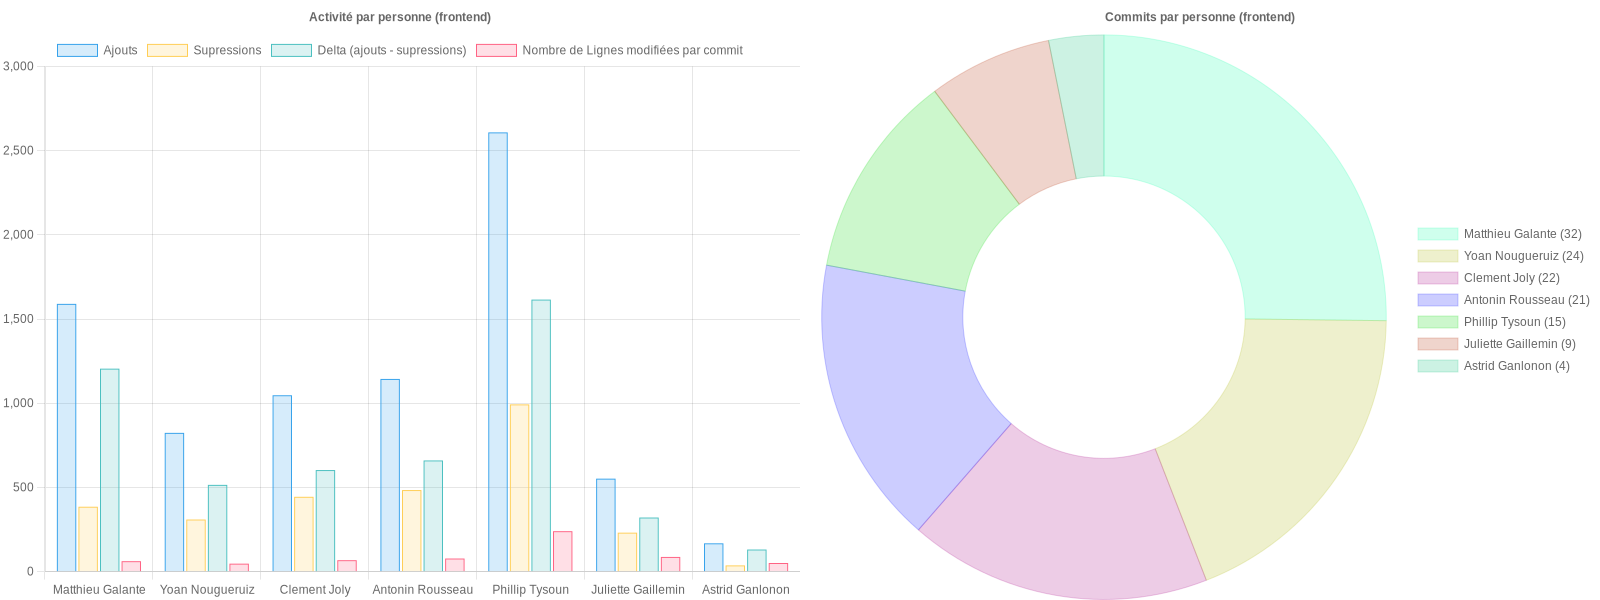 Activité par personne (frontend)
Ajouts
Supressions
Delta (ajouts - supressions)
Nombre de Lignes modifiées par commit
3,000
2,500
2,000
1,500
1,000
500
0
Matthieu Galante
Yoan Nougueruiz
Clement Joly
Antonin Rousseau
Phillip Tysoun
Juliette Gaillemin
Astrid Ganlonon
Commits par personne (frontend)
Matthieu Galante (32)
Yoan Nougueruiz (24)
Clement Joly (22)
Antonin Rousseau (21)
Phillip Tysoun (15)
Juliette Gaillemin (9)
Astrid Ganlonon (4)